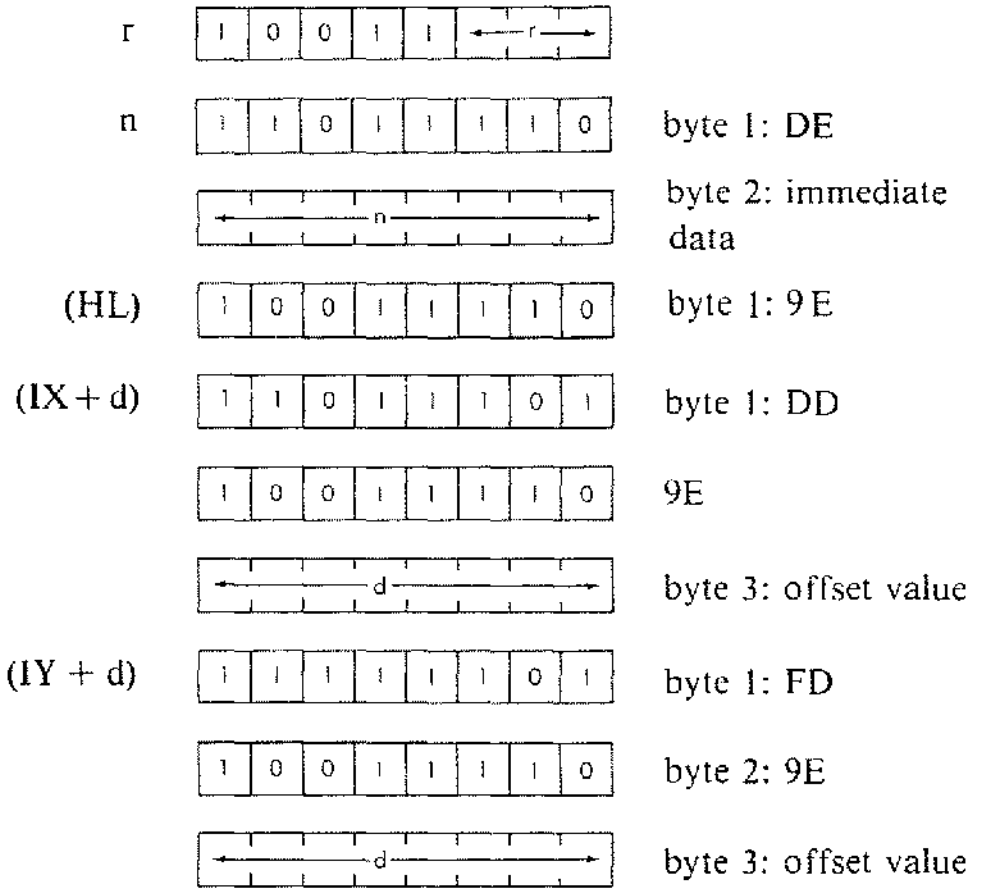 r 1 0 0 1 1 r
n 1 1 0 1 1 1 1 0 byte 1: DE
n byte 2: immediate
data
(HL) 1 0 0 1 1 1 1 0 byte 1: 9E
(IX + d) 1 1 0 1 1 1 0 1 byte 1: DD
1 0 0 1 1 1 1 0 9E
d byte 3: offset value
(IY + d) 1 1 1 1 1 1 0 1 byte 1: FD
1 0 0 1 1 1 1 0 byte 2: 9E
d byte 3: offset value